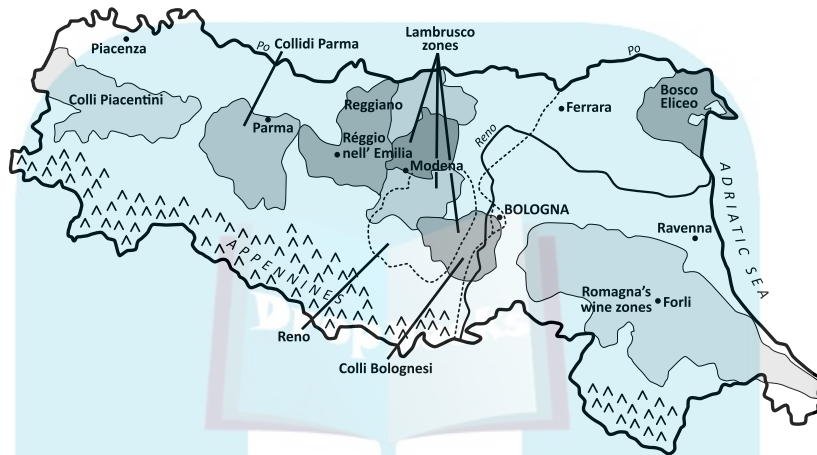 Piacenza
Po
Collidi Parma
Lambrusco
zones
Po
Colli Piacentini
Reggiano
Bosco
Eliceo
Ferrara
Parma
Réggio
nell' Emilia
Reno
Modena
BOLOGNA
ADRIATIC SEA
Ravenna
APPENNINES
Romagna's
wine zones
Forli
Reno
Colli Bolognesi